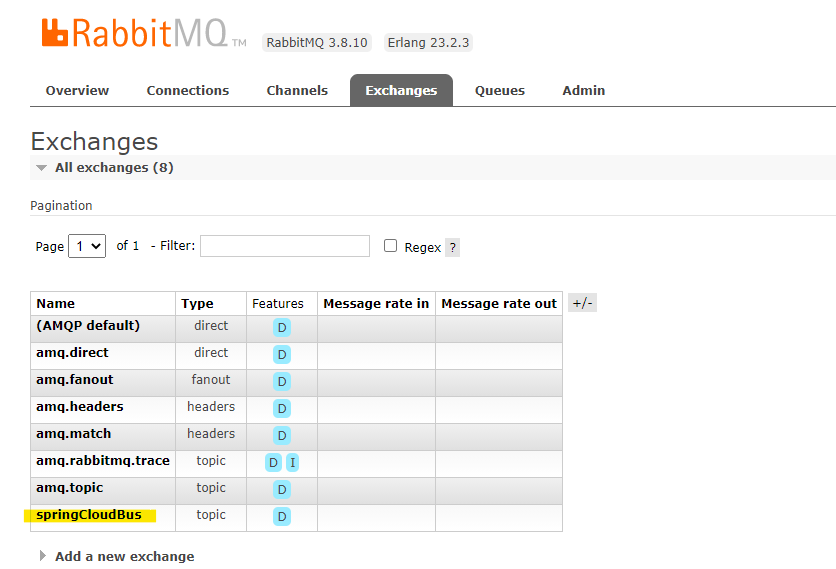 RabbitMQ TM RabbitMQ 3.8.10 Erlang 23.2.3
Overview Connections Channels Exchanges Queues Admin
Exchanges
All exchanges (8)
Pagination
Page 1 of 1 - Filter: Regex ?
Name Type Features Message rate in Message rate out +/-
(AMQP default) direct D
amq.direct direct D
amq.fanout fanout D
amq.headers headers D
amq.match headers D
amq.rabbitmq.trace topic D I
amq.topic topic D
springCloudBus topic D
Add a new exchange